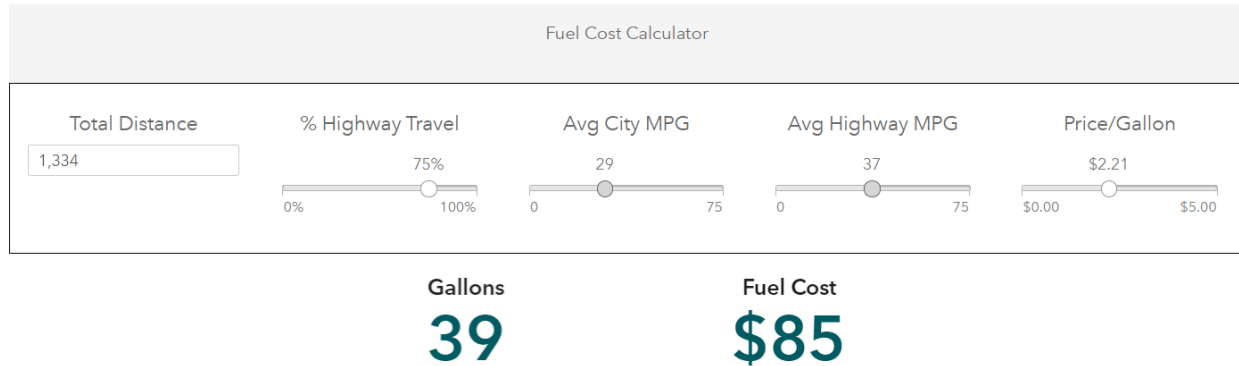 Fuel Cost Calculator
Total Distance % Highway Travel Avg City MPG Avg Highway MPG Price/Gallon
1,334 75% 29 37 $2.21
0% 100% 0 75 0 75 $0.00 $5.00
Gallons Fuel Cost
39 $85